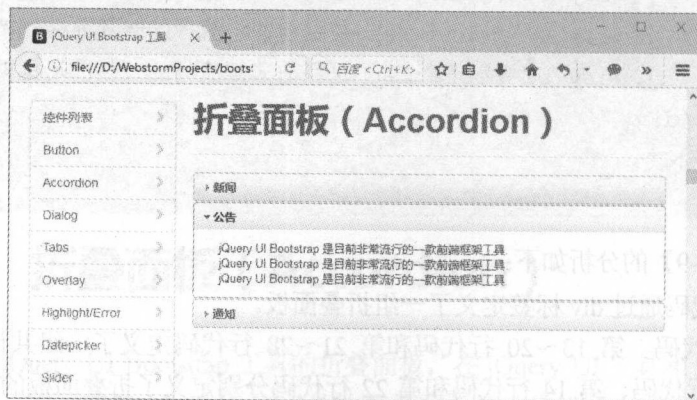 jQuery UI Bootstrap 工具
file:///D:/WebstormProjects/boots
百度 <Ctrl+K>
控件列表
Button
Accordion
Dialog
Tabs
Overlay
Highlight/Error
Datepicker
Slider
折叠面板（Accordion）
新闻
公告
jQuery UI Bootstrap 是目前非常流行的一款前端框架工具
jQuery UI Bootstrap 是目前非常流行的一款前端框架工具
jQuery UI Bootstrap 是目前非常流行的一款前端框架工具
通知